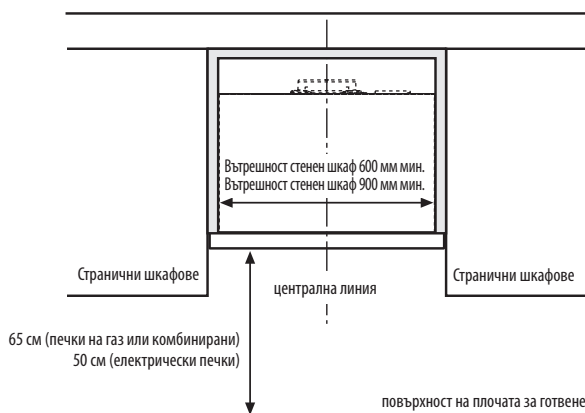 Вътрешност стенен шкаф 600 мм мин.
Вътрешност стенен шкаф 900 мм мин.
Странични шкафове
централна линия
Странични шкафове
65 см (печки на газ или комбинирани)
50 см (електрически печки)
повърхност на плочата за готвене